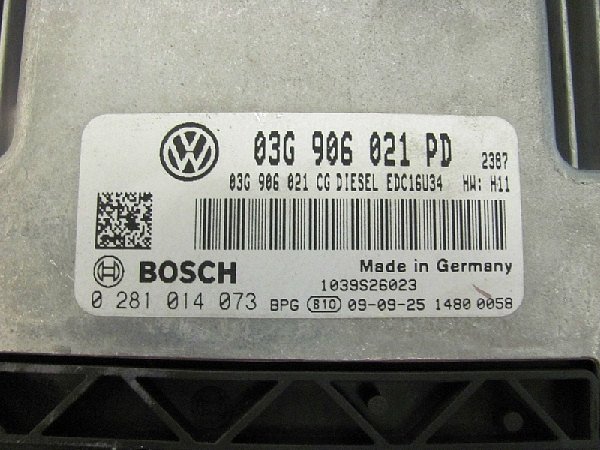 03G 906 021 PD 2387
03G 906 021 CG DIESEL EDC16U34 HW: H11
BOSCH Made in Germany
1039S26023
0 281 014 073 BPG B10 09-09-25 1480 0058